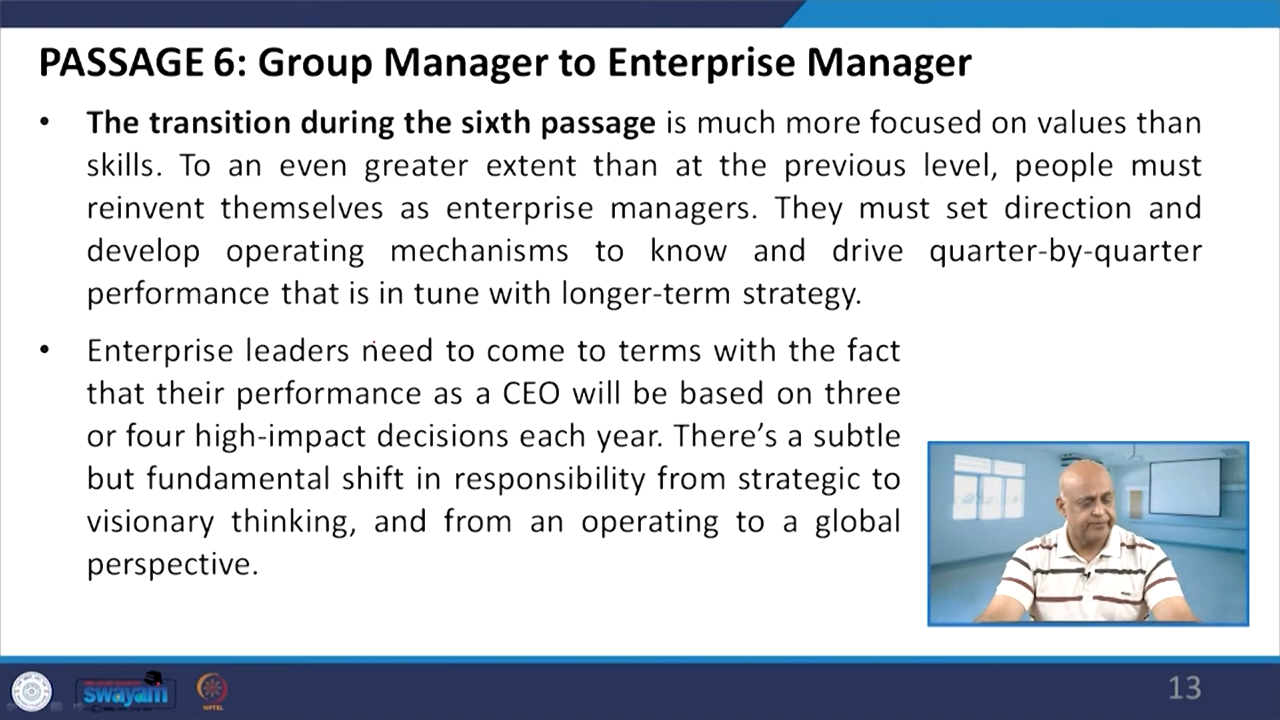 PASSAGE 6: Group Manager to Enterprise Manager
• The transition during the sixth passage is much more focused on values than
skills. To an even greater extent than at the previous level, people must
reinvent themselves as enterprise managers. They must set direction and
develop operating mechanisms to know and drive quarter-by-quarter
performance that is in tune with longer-term strategy.
• Enterprise leaders need to come to terms with the fact
that their performance as a CEO will be based on three
or four high-impact decisions each year. There’s a subtle
but fundamental shift in responsibility from strategic to
visionary thinking, and from an operating to a global
perspective.
swayam
NPTEL
13